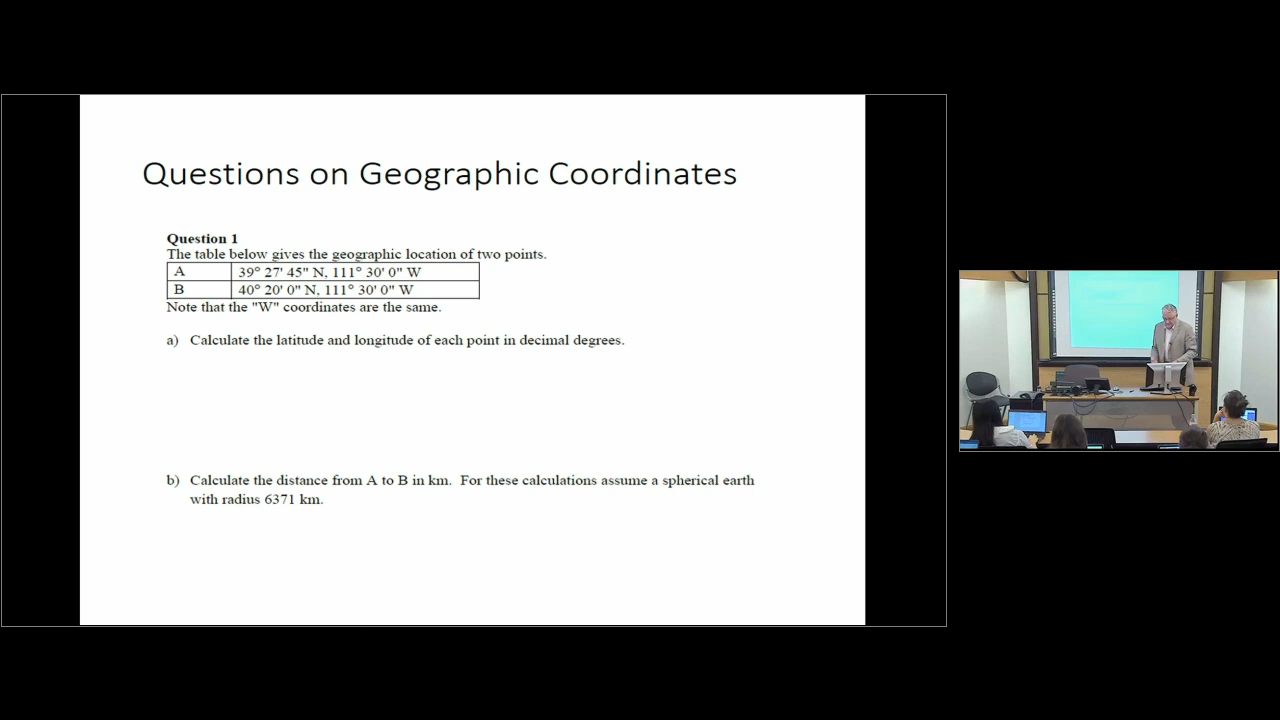 Questions on Geographic Coordinates
Question 1
The table below gives the geographic location of two points.
A 39° 27' 45" N, 111° 30' 0" W
B 40° 20' 0" N, 111° 30' 0" W
Note that the "W" coordinates are the same.
a) Calculate the latitude and longitude of each point in decimal degrees.
b) Calculate the distance from A to B in km. For these calculations assume a spherical earth
with radius 6371 km.